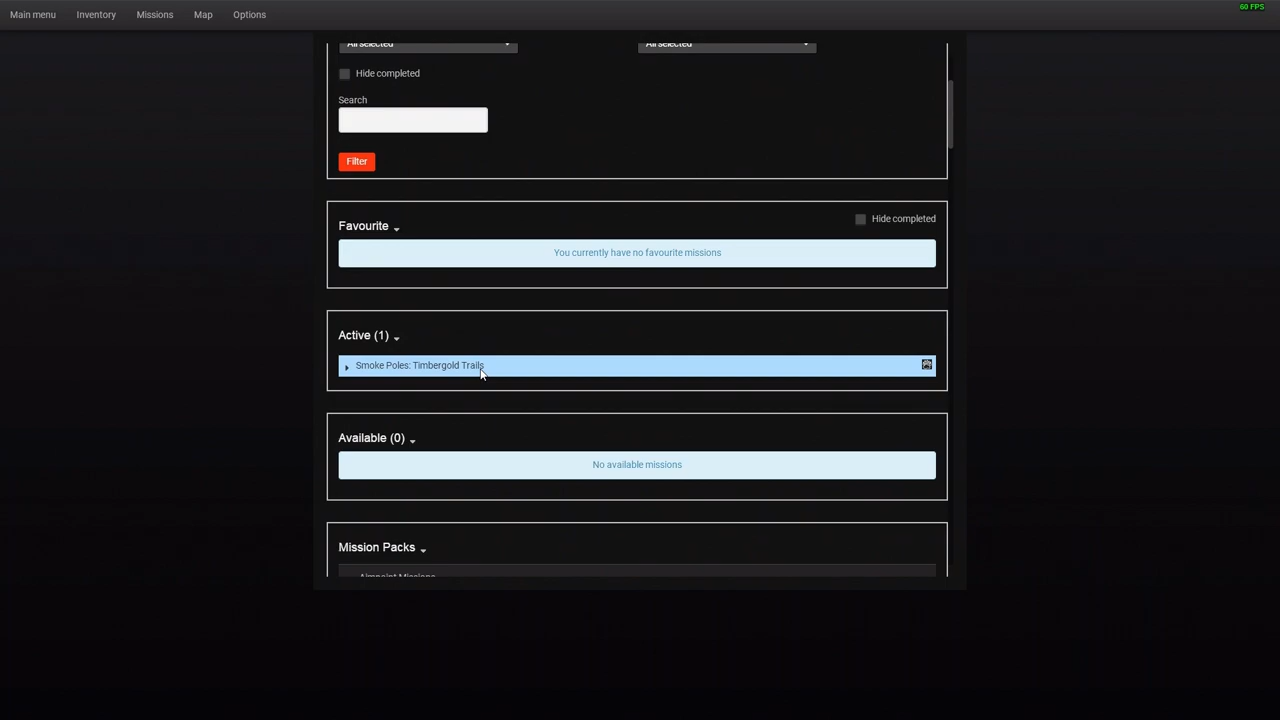 Main menu Inventory Missions Map Options 60 FPS
All selected All selected
Hide completed
Search
Filter
Favourite Hide completed
You currently have no favourite missions
Active (1)
Smoke Poles: Timbergold Trails
Available (0)
No available missions
Mission Packs
Aimpoint Missions